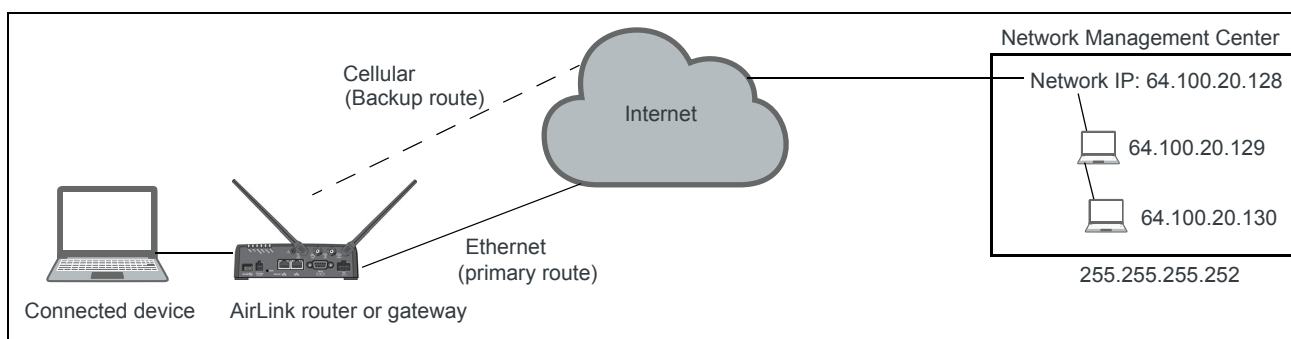 Network Management Center
Cellular
(Backup route)
Internet
Network IP: 64.100.20.128
64.100.20.129
64.100.20.130
Ethernet
(primary route)
255.255.255.252
Connected device
AirLink router or gateway